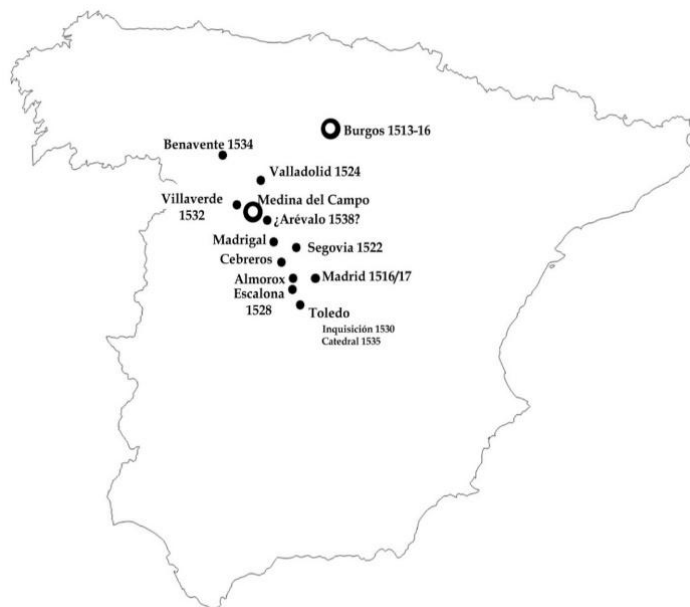 Burgos 1513-16
Benavente 1534
Valladolid 1524
Villaverde
1532
Medina del Campo
¿Arévalo 1538?
Madrigal
Segovia 1522
Cebreros
Almorox
Madrid 1516/17
Escalona
1528
Toledo
Inquisición 1530
Catedral 1535